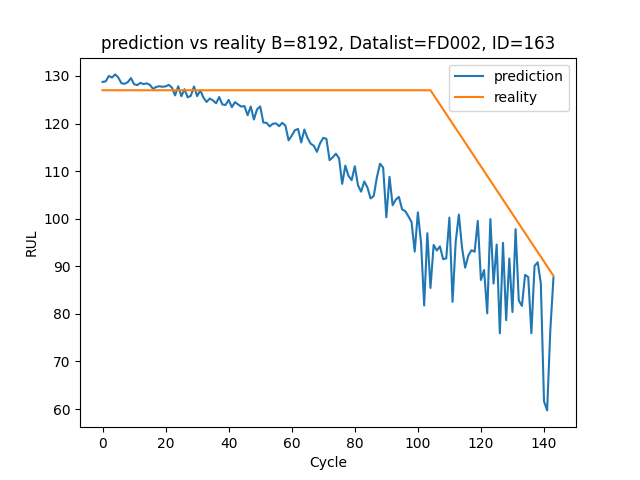 prediction vs reality B=8192, Datalist=FD002, ID=163
prediction
reality
130
120
110
100
90
80
70
60
RUL
0 20 40 60 80 100 120 140
Cycle